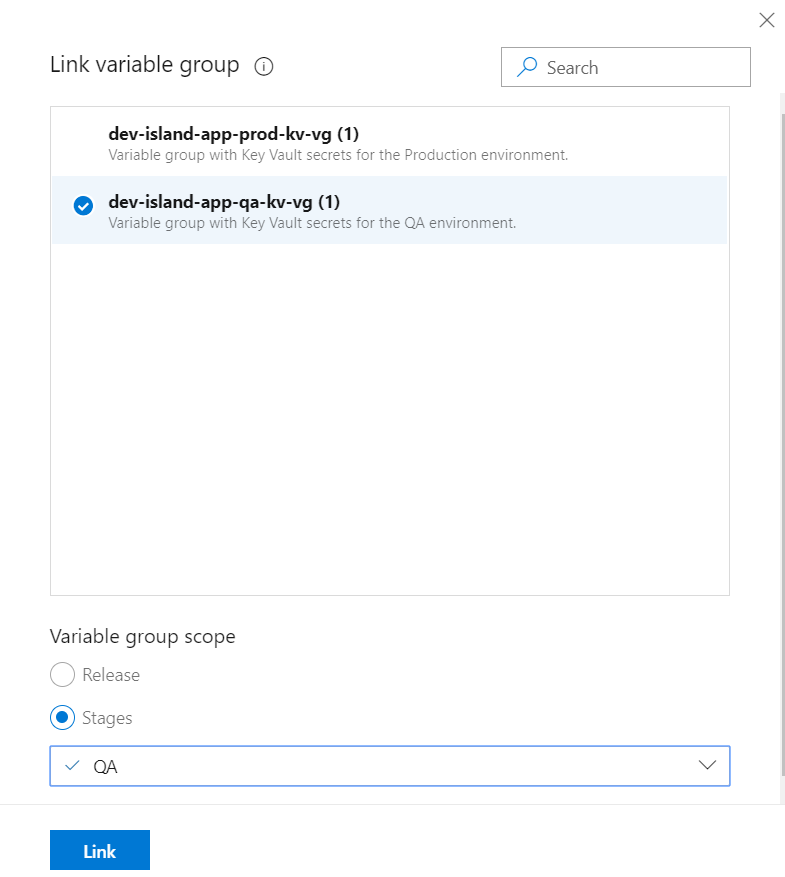 Link variable group
Search
dev-island-app-prod-kv-vg (1)
Variable group with Key Vault secrets for the Production environment.
dev-island-app-qa-kv-vg (1)
Variable group with Key Vault secrets for the QA environment.
Variable group scope
Release
Stages
QA
Link